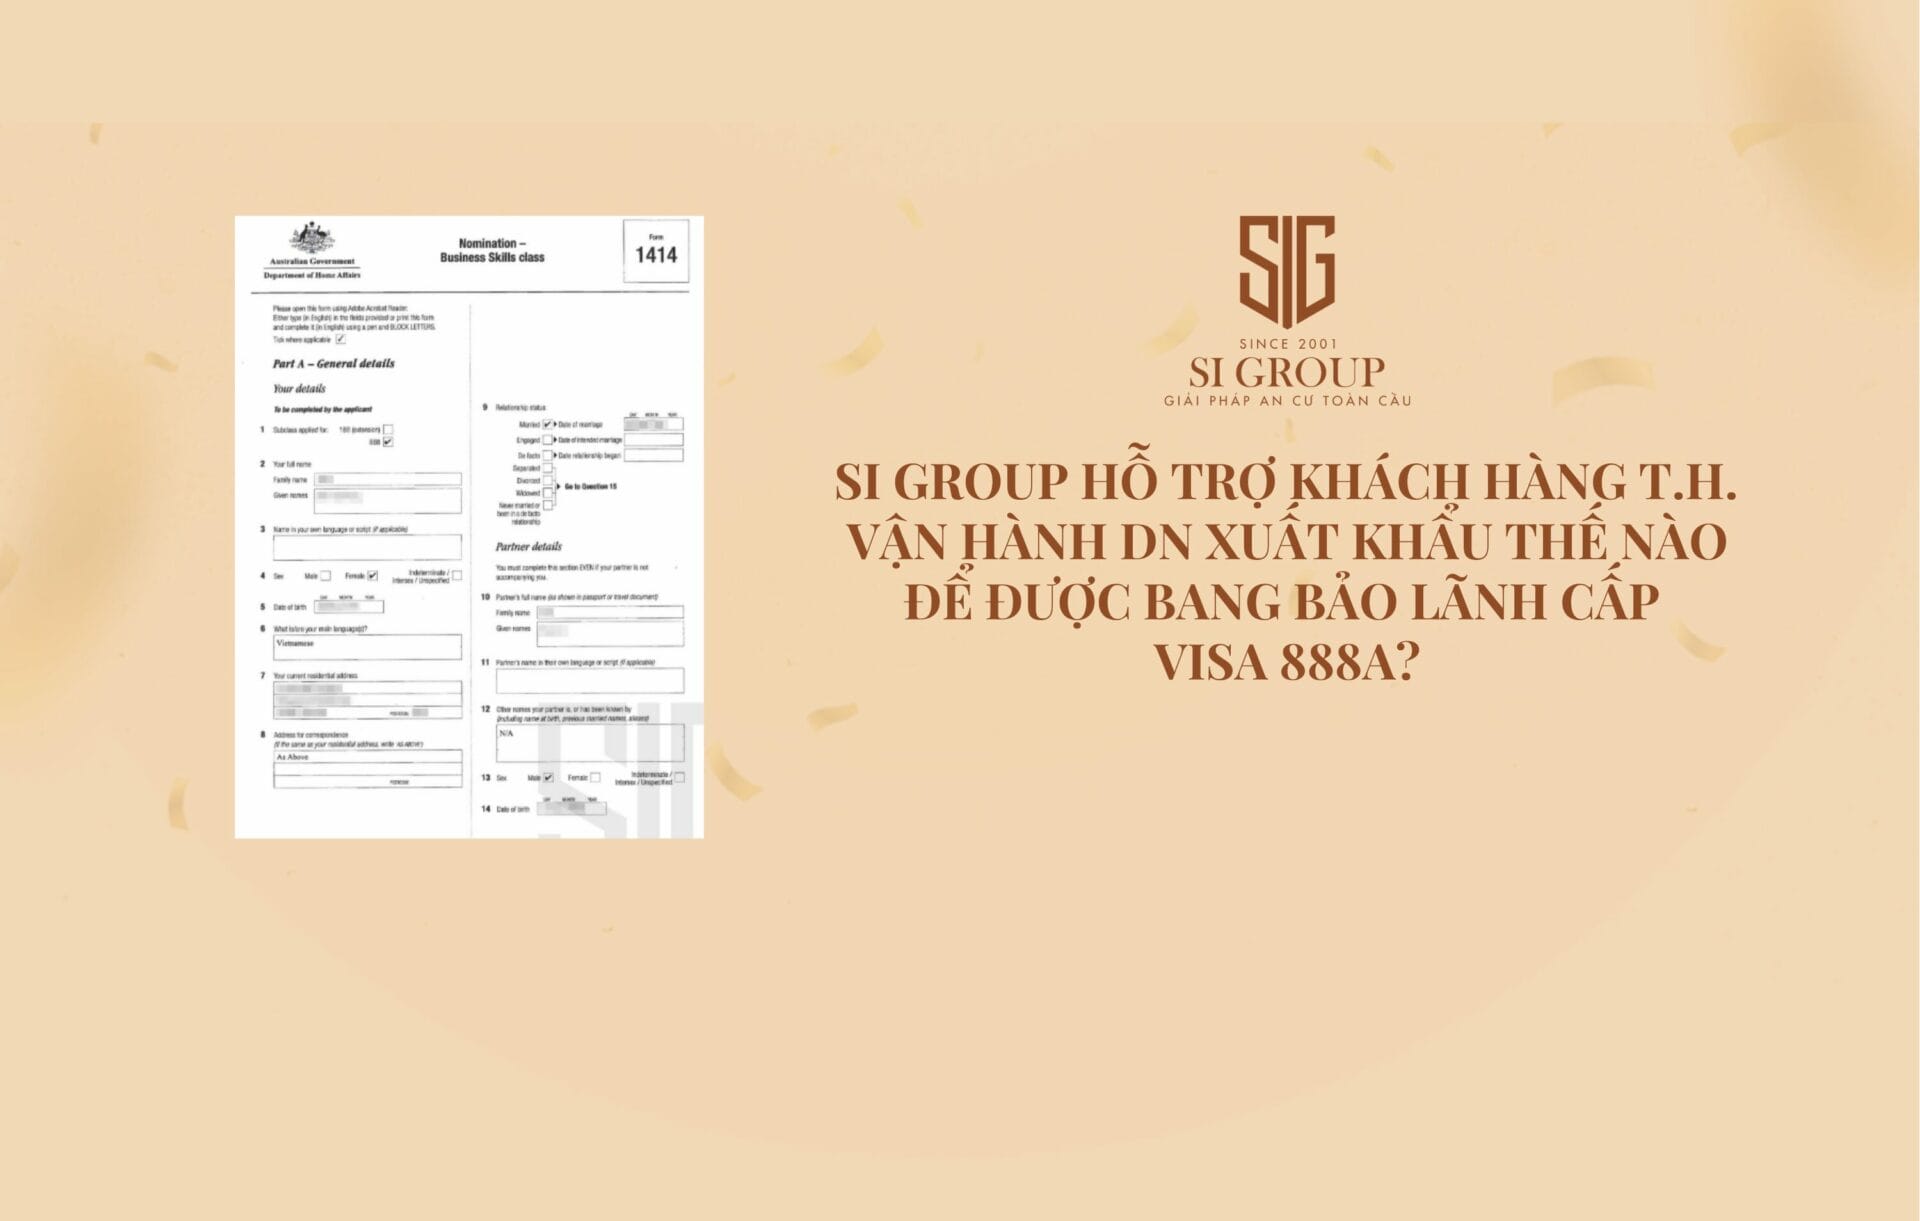 Australian Government
Department of Home Affairs
Nomination –
Business Skills class
Form
1414
Please open this form using Adobe Acrobat Reader.
Either type (in English) in the fields provided or print this form
and complete it (in English) using a pen and BLOCK LETTERS.
Tick where applicable ✓
Part A – General details
Your details
To be completed by the applicant
1 Subclass applied for: 188 (extension)
888 ✓
2 Your full name
Family name
Given names
3 Name in your own language or script (if applicable)
4 Sex Male Female ✓ Indeterminate /
Intersex / Unspecified
DAY MONTH YEAR
5 Date of birth
6 What is/are your main language(s)?
Vietnamese
7 Your current residential address
POSTCODE
8 Address for correspondence
(If the same as your residential address, write 'AS ABOVE')
As Above
POSTCODE
9 Relationship status
DAY MONTH YEAR
Married ✓ Date of marriage
Engaged Date of intended marriage
De facto Date relationship began
Separated
Divorced
Go to Question 15
Widowed
Never married or
been in a de facto
relationship
Partner details
You must complete this section EVEN if your partner is not
accompanying you.
10 Partner's full name (as shown in passport or travel document)
Family name
Given names
11 Partner's name in their own language or script (if applicable)
12 Other names your partner is, or has been known by
(including name at birth, previous married names, aliases)
N/A
13 Sex Male ✓ Female Indeterminate /
Intersex / Unspecified
DAY MONTH YEAR
14 Date of birth
SIG
SIG
SINCE 2001
SI GROUP
GIẢI PHÁP AN CƯ TOÀN CẦU
SI GROUP HỖ TRỢ KHÁCH HÀNG T.H.
VẬN HÀNH DN XUẤT KHẨU THẾ NÀO
ĐỂ ĐƯỢC BANG BẢO LÃNH CẤP
VISA 888A?